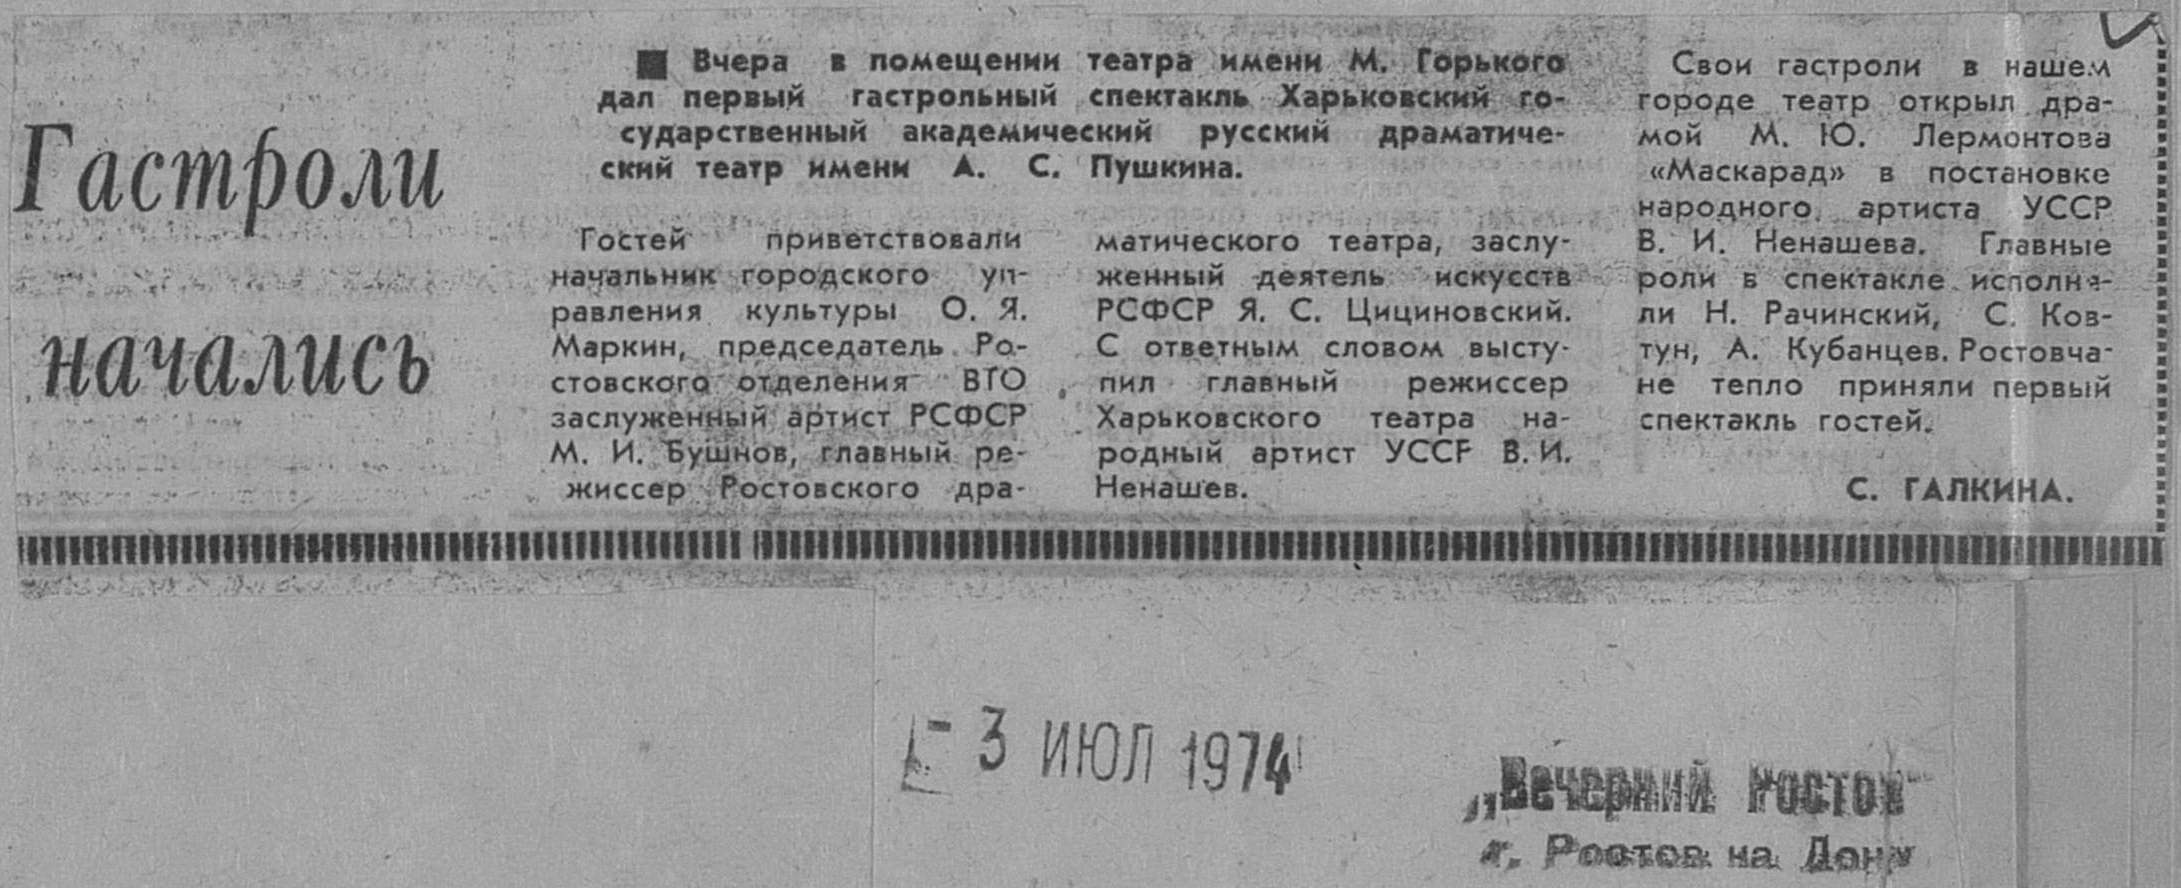 Гастроли
начались
Вчера в помещении театра имени М. Горького
дал первый гастрольный спектакль Харьковский го-
сударственный академический русский драматиче-
ский театр имени А. С. Пушкина.
Гостей приветствовали
начальник городского уп-
равления культуры О. Я.
Маркин, председатель Ро-
стовского отделения ВТО
заслуженный артист РСФСР
М. И. Бушнов, главный ре-
жиссер Ростовского дра-
матического театра, заслу-
женный деятель искусств
РСФСР Я. С. Цициновский.
С ответным словом высту-
пил главный режиссер
Харьковского театра на-
родный артист УССР В. И.
Ненашев.
Свои гастроли в нашем
городе театр открыл дра-
мой М. Ю. Лермонтова
«Маскарад» в постановке
народного артиста УССР
В. И. Ненашева. Главные
роли в спектакле исполня-
ли Н. Рачинский, С. Ков-
тун, А. Кубанцев. Ростовча-
не тепло приняли первый
спектакль гостей.
С. ГАЛКИНА.
- 3 ИЮЛ 1974
„Вечерний Ростов"
г. Ростов на Дону